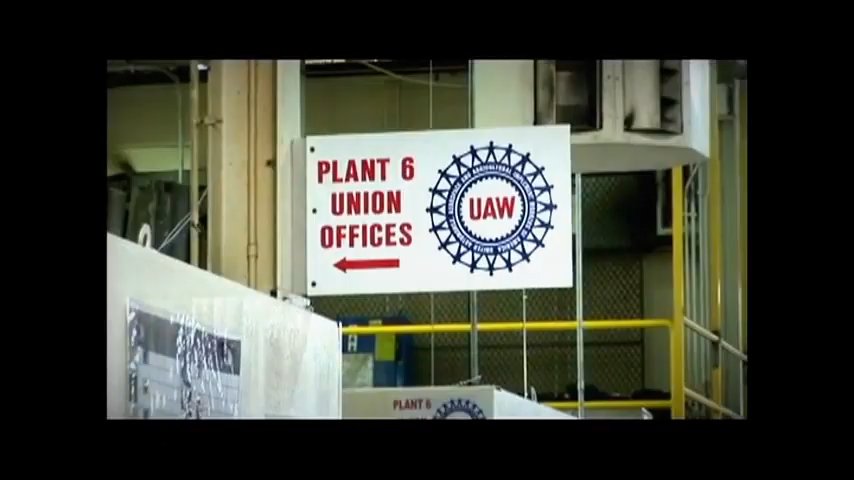 PLANT 6
UNION
OFFICES
UAW
PLANT 6